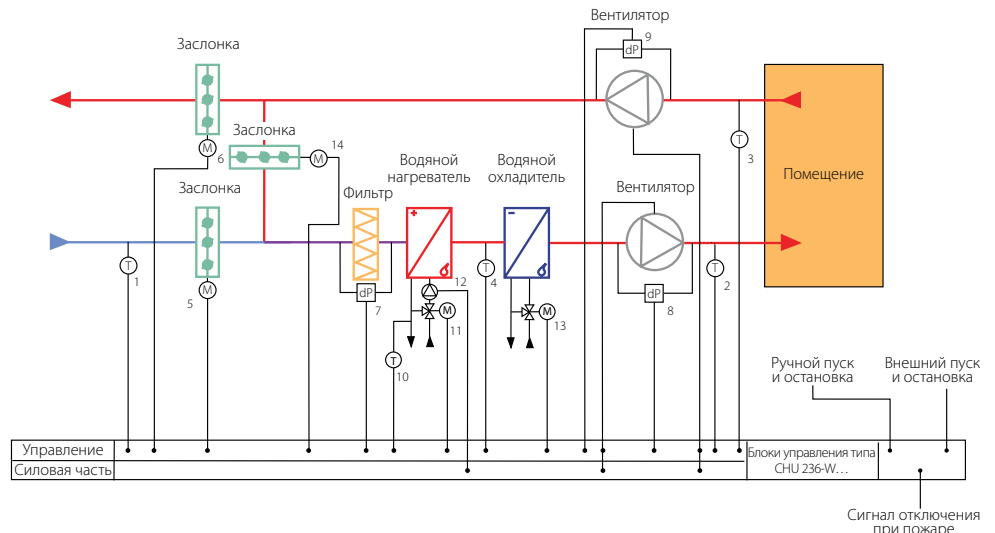 Вентилятор
9
dP
Заслонка
Заслонка
14
M
6
M
T
3
Помещение
Заслонка
Фильтр
Водяной
нагреватель
Водяной
охладитель
Вентилятор
+
-
T
1
M
5
dP
7
12
M
11
T
4
M
13
T
10
dP
8
T
2
Ручной пуск
и остановка
Внешний пуск
и остановка
Управление
Силовая часть
Блоки управления типа
CHU 236-W...
Сигнал отключения
при пожаре